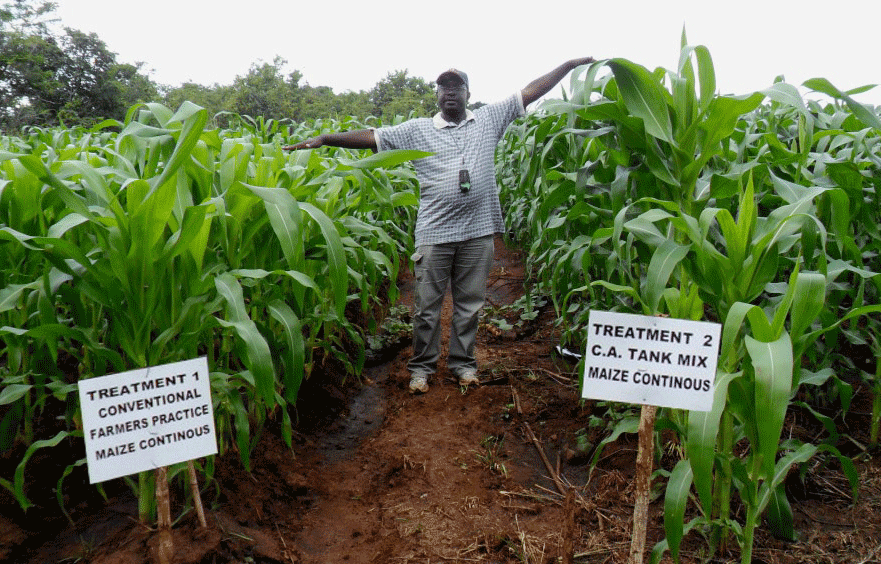 TREATMENT 1
CONVENTIONAL
FARMERS PRACTICE
MAIZE CONTINOUS
TREATMENT 2
C.A. TANK MIX
MAIZE CONTINOUS